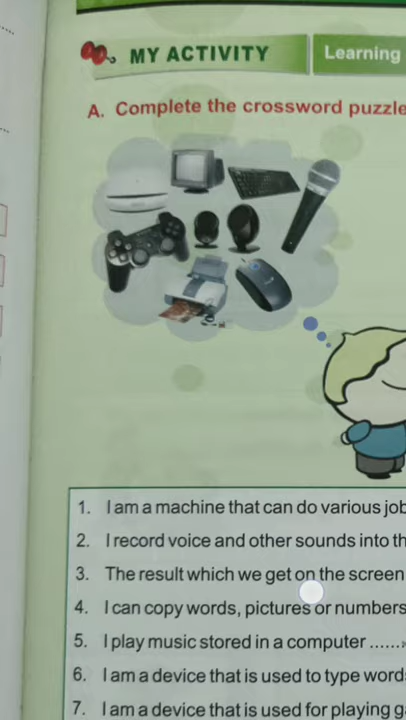 MY ACTIVITY
Learning
A. Complete the crossword puzzle
1. I am a machine that can do various job
2. I record voice and other sounds into th
3. The result which we get on the screen
4. I can copy words, pictures or numbers
5. I play music stored in a computer ......
6. I am a device that is used to type word
7. I am a device that is used for playing g